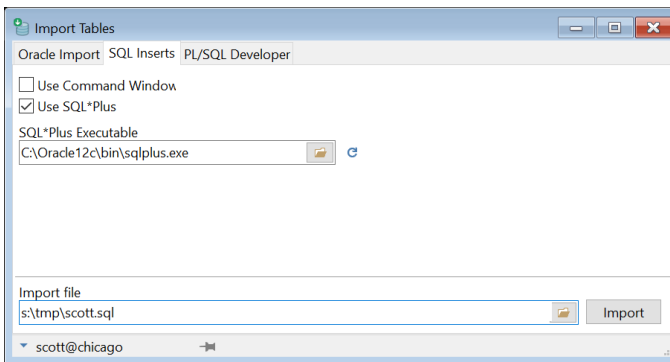 Import Tables
Oracle Import SQL Inserts PL/SQL Developer
Use Command Window
Use SQL*Plus
SQL*Plus Executable
C:\Oracle12c\bin\sqlplus.exe
Import file
s:\tmp\scott.sql
Import
scott@chicago